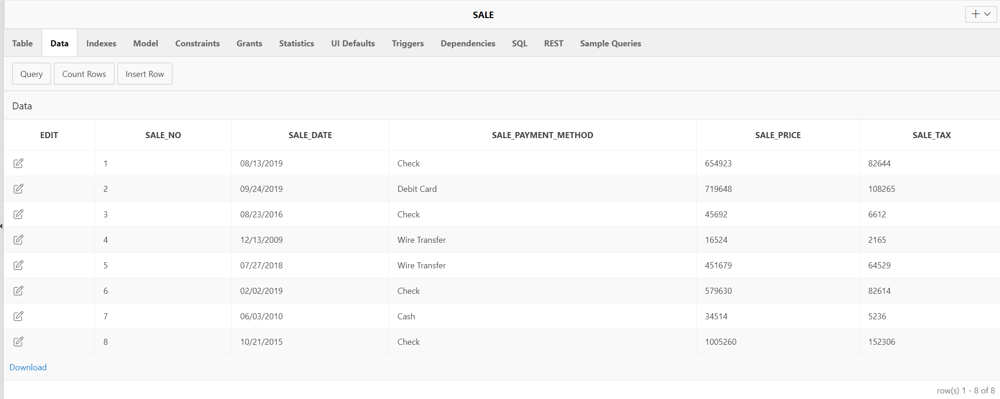 SALE
Table Data Indexes Model Constraints Grants Statistics UI Defaults Triggers Dependencies SQL REST Sample Queries
Query Count Rows Insert Row
Data
EDIT SALE_NO SALE_DATE SALE_PAYMENT_METHOD SALE_PRICE SALE_TAX
1 08/13/2019 Check 654923 82644
2 09/24/2019 Debit Card 719648 108265
3 08/23/2016 Check 45692 6612
4 12/13/2009 Wire Transfer 16524 2165
5 07/27/2018 Wire Transfer 451679 64529
6 02/02/2019 Check 579630 82614
7 06/03/2010 Cash 34514 5236
8 10/21/2015 Check 1005260 152306
Download
row(s) 1 - 8 of 8